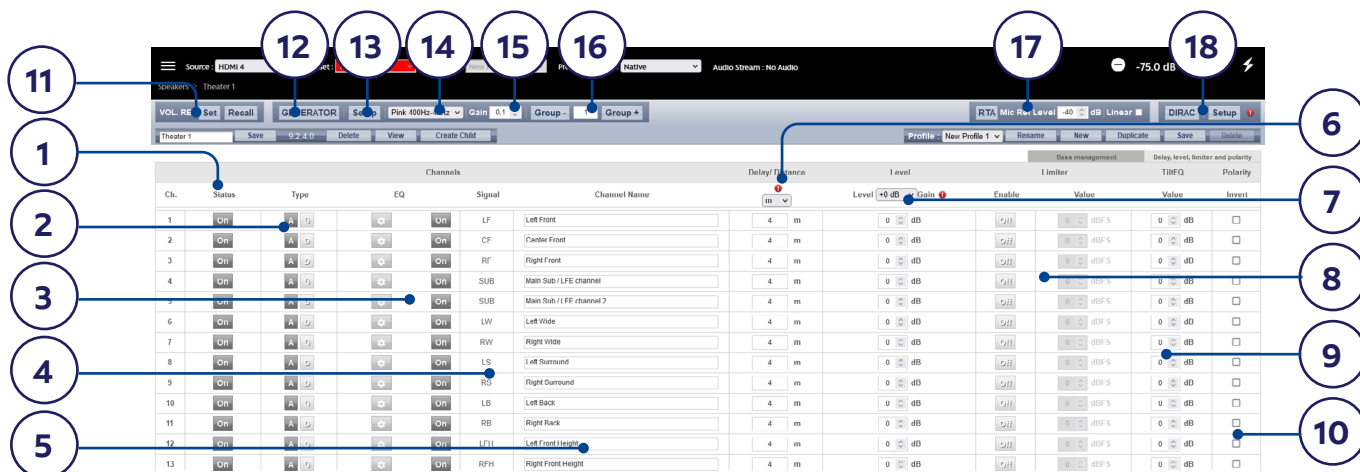 12 13 14 15 16 17 18
11
Source : HDMI 4 Native Audio Stream : No Audio -75.0 dB
Speakers Theater 1
VOL. Set Recall GENERATOR Pink 400Hz- Gain 0,1 Group - 1 Group + RTA Mic Ref Level -40 dB Linear DIRAC Setup
Theater 1 Save 9.2.4.0 Delete View Create Child Profile : New Profile 1 Rename New Duplicate Save Delete
6
1
Bass management Delay, level, limiter and polarity
Channels Delay/ Distance Level Limiter TiltEQ Polarity
Ch. Status Type EQ Signal Channel Name m Level +0 dB Gain Enable Value Value Invert
7
2
1 On A D On LF Left Front 4 m 0 dB Off 0 dBFS 0 dB
2 On A D On CF Center Front 4 m 0 dB Off 0 dBFS 0 dB
3 On A D On RF Right Front 4 m 0 dB Off 0 dBFS 0 dB
8
4 On A D On SUB Main Sub / LFE channel 4 m 0 dB Off 0 dBFS 0 dB
3
5 On A D On SUB Main Sub / LFE channel 2 4 m 0 dB Off 0 dBFS 0 dB
6 On A D On LW Left Wide 4 m 0 dB Off 0 dBFS 0 dB
7 On A D On RW Right Wide 4 m 0 dB Off 0 dBFS 0 dB
9
8 On A D On LS Left Surround 4 m 0 dB Off 0 dBFS 0 dB
4
9 On A D On RS Right Surround 4 m 0 dB Off 0 dBFS 0 dB
10 On A D On LB Left Back 4 m 0 dB Off 0 dBFS 0 dB
11 On A D On RB Right Back 4 m 0 dB Off 0 dBFS 0 dB
10
5
12 On A D On LFH Left Front Height 4 m 0 dB Off 0 dBFS 0 dB
13 On A D On RFH Right Front Height 4 m 0 dB Off 0 dBFS 0 dB